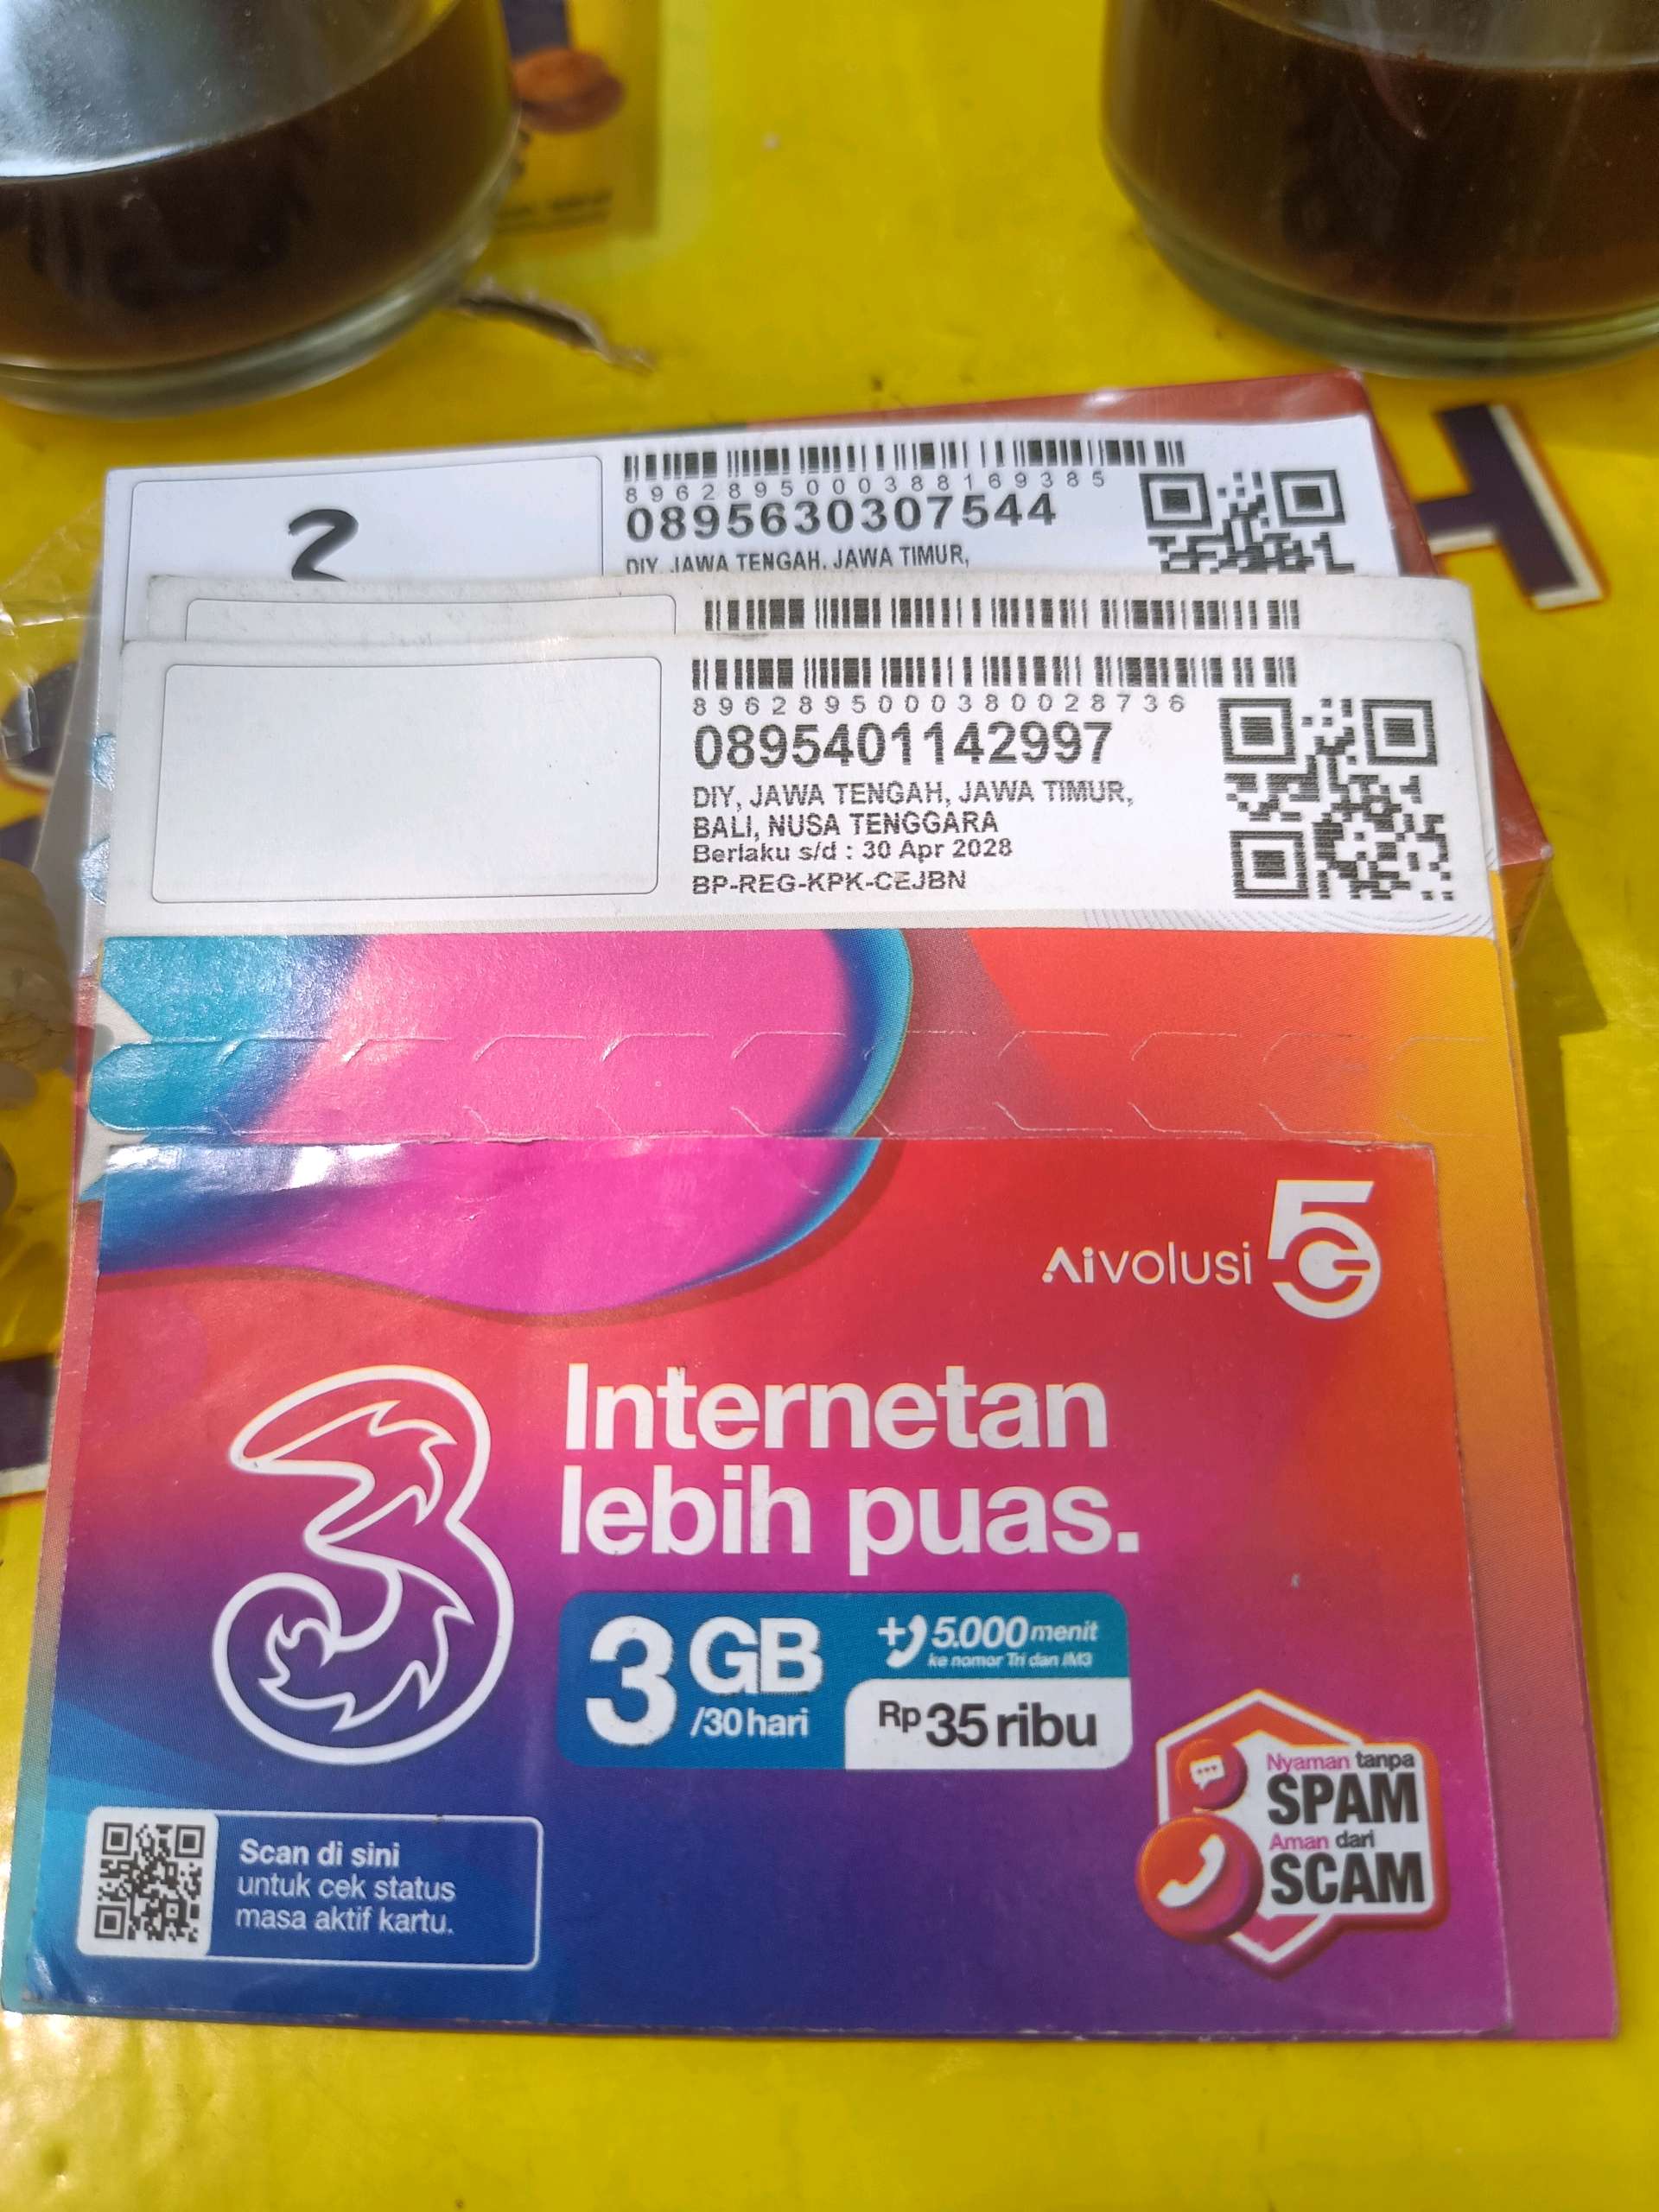 2
8962895000388169385
0895630307544
DIY, JAWA TENGAH, JAWA TIMUR,
8962895000380028736
0895401142997
DIY, JAWA TENGAH, JAWA TIMUR,
BALI, NUSA TENGGARA
Berlaku s/d : 30 Apr 2028
BP-REG-KPK-CEJBN
Aivolusi 5G
3
Internetan
lebih puas.
3 GB
/30 hari
+ 5.000 menit
ke nomor Tri dan IM3
Rp 35 ribu
Nyaman tanpa
SPAM
Aman dari
SCAM
Scan di sini
untuk cek status
masa aktif kartu.